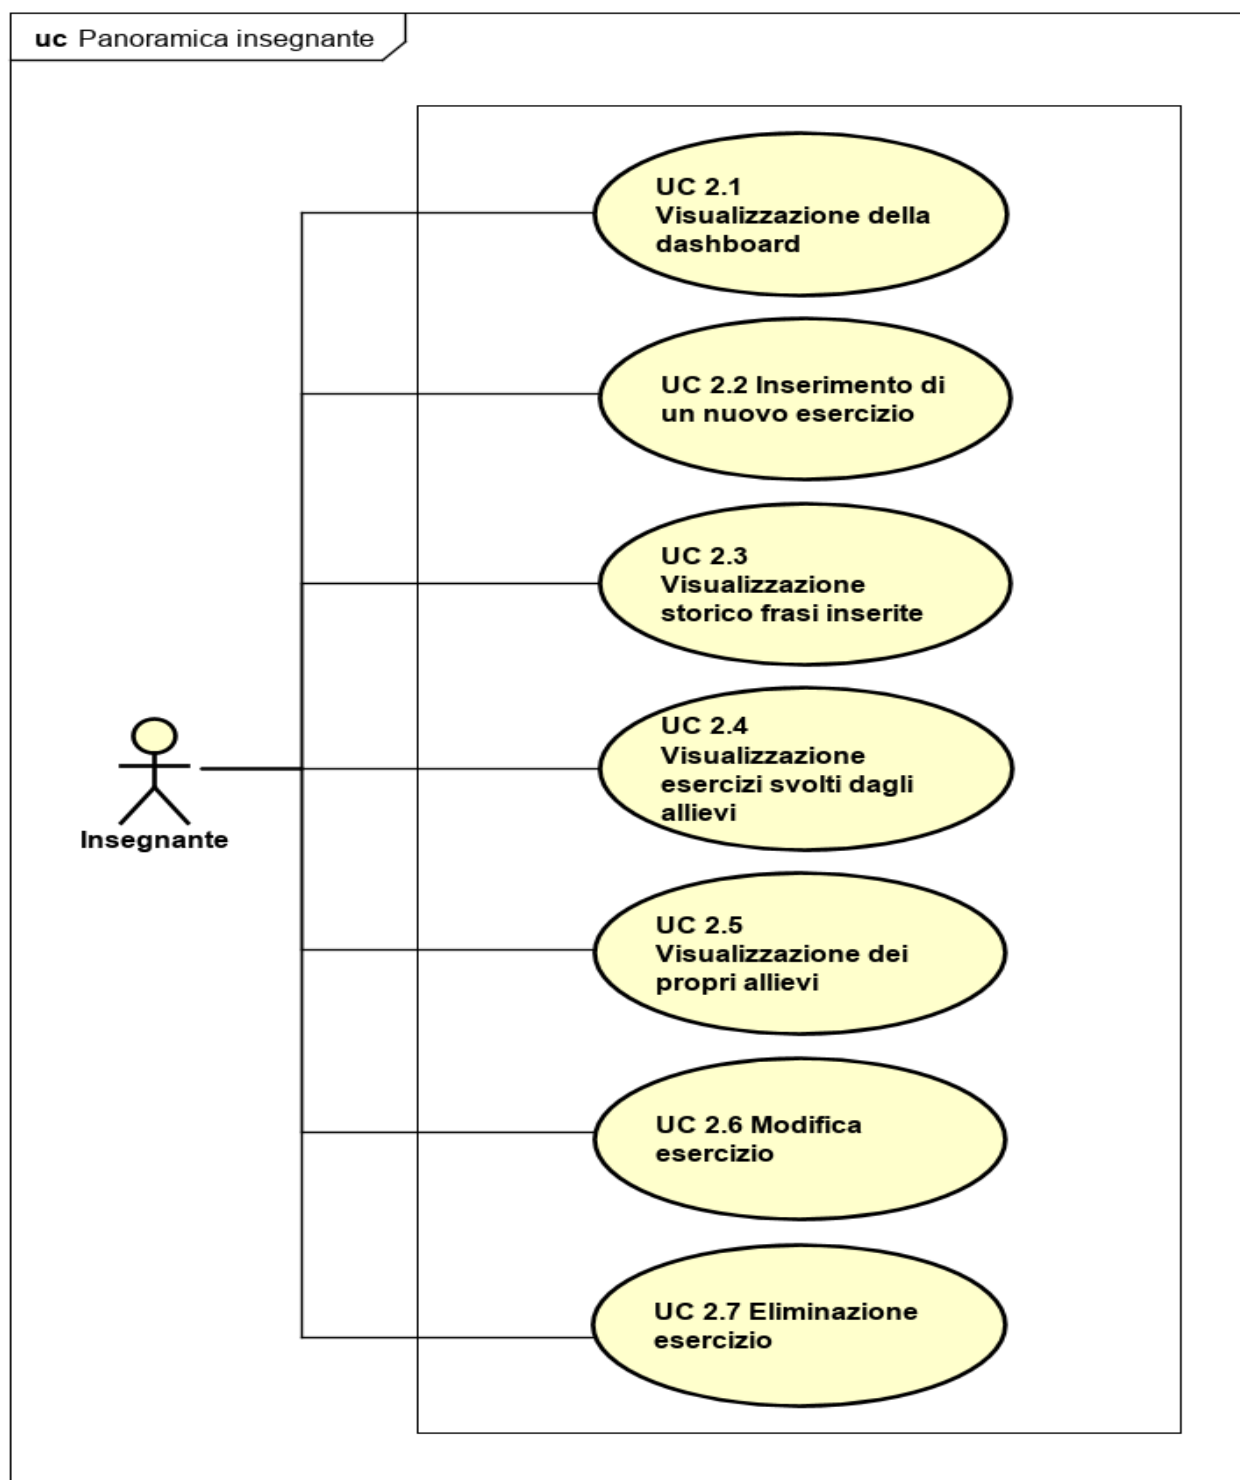 uc Panoramica insegnante
UC 2.1
Visualizzazione della
dashboard
UC 2.2 Inserimento di
un nuovo esercizio
UC 2.3
Visualizzazione
storico frasi inserite
UC 2.4
Visualizzazione
esercizi svolti dagli
allievi
Insegnante
UC 2.5
Visualizzazione dei
propri allievi
UC 2.6 Modifica
esercizio
UC 2.7 Eliminazione
esercizio